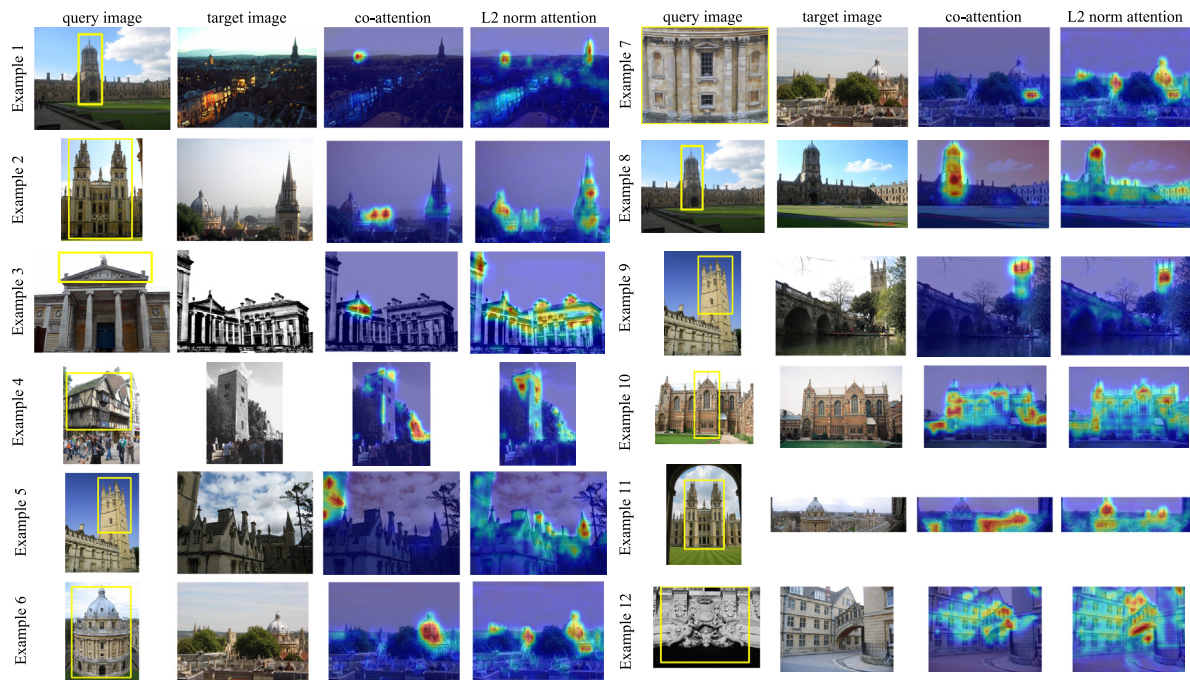 query image target image co-attention L2 norm attention
Example 1
Example 2
Example 3
Example 4
Example 5
Example 6
query image target image co-attention L2 norm attention
Example 7
Example 8
Example 9
Example 10
Example 11
Example 12